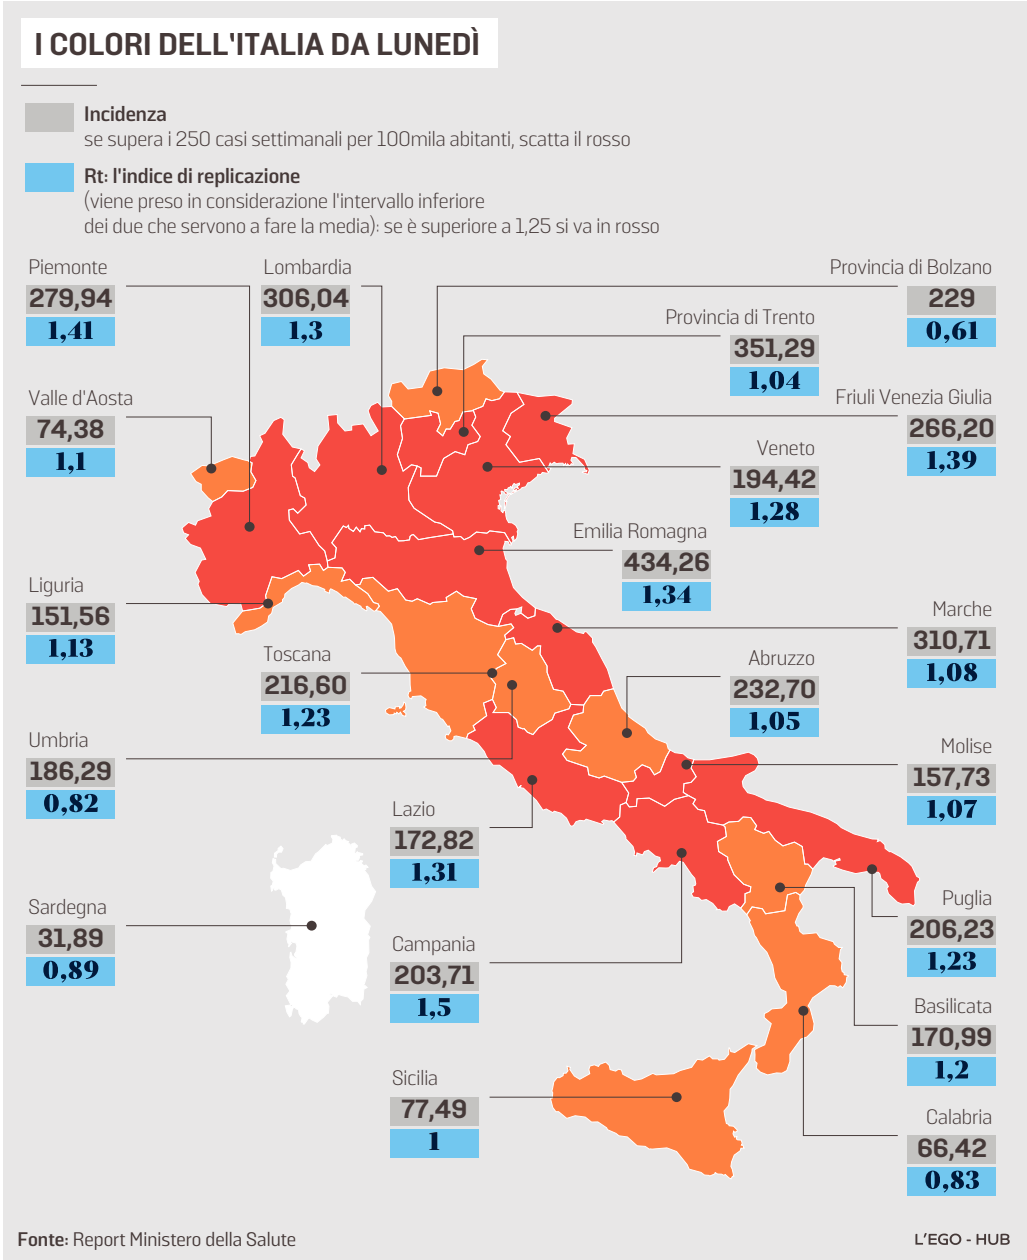 I COLORI DELL'ITALIA DA LUNEDÌ
Incidenza
se supera i 250 casi settimanali per 100mila abitanti, scatta il rosso
Rt: l'indice di replicazione
(viene preso in considerazione l'intervallo inferiore
dei due che servono a fare la media): se è superiore a 1,25 si va in rosso
Piemonte
279,94
1,41
Lombardia
306,04
1,3
Provincia di Bolzano
229
0,61
Provincia di Trento
351,29
1,04
Valle d'Aosta
74,38
1,1
Friuli Venezia Giulia
266,20
1,39
Veneto
194,42
1,28
Emilia Romagna
434,26
1,34
Liguria
151,56
1,13
Marche
310,71
1,08
Toscana
216,60
1,23
Abruzzo
232,70
1,05
Umbria
186,29
0,82
Molise
157,73
1,07
Lazio
172,82
1,31
Sardegna
31,89
0,89
Puglia
206,23
1,23
Campania
203,71
1,5
Basilicata
170,99
1,2
Sicilia
77,49
1
Calabria
66,42
0,83
Fonte: Report Ministero della Salute
L'EGO - HUB